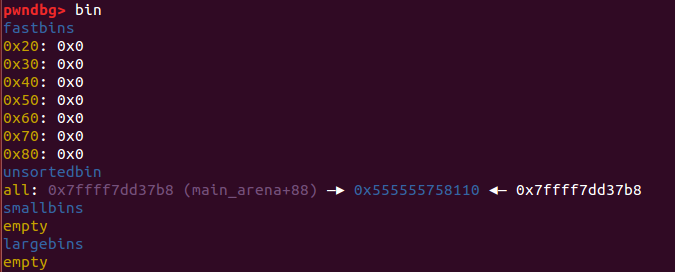 pwndbg> bin
fastbins
0x20: 0x0
0x30: 0x0
0x40: 0x0
0x50: 0x0
0x60: 0x0
0x70: 0x0
0x80: 0x0
unsortedbin
all: 0x7ffff7dd37b8 (main_arena+88) —▸ 0x555555758110 ◂— 0x7ffff7dd37b8
smallbins
empty
largebins
empty